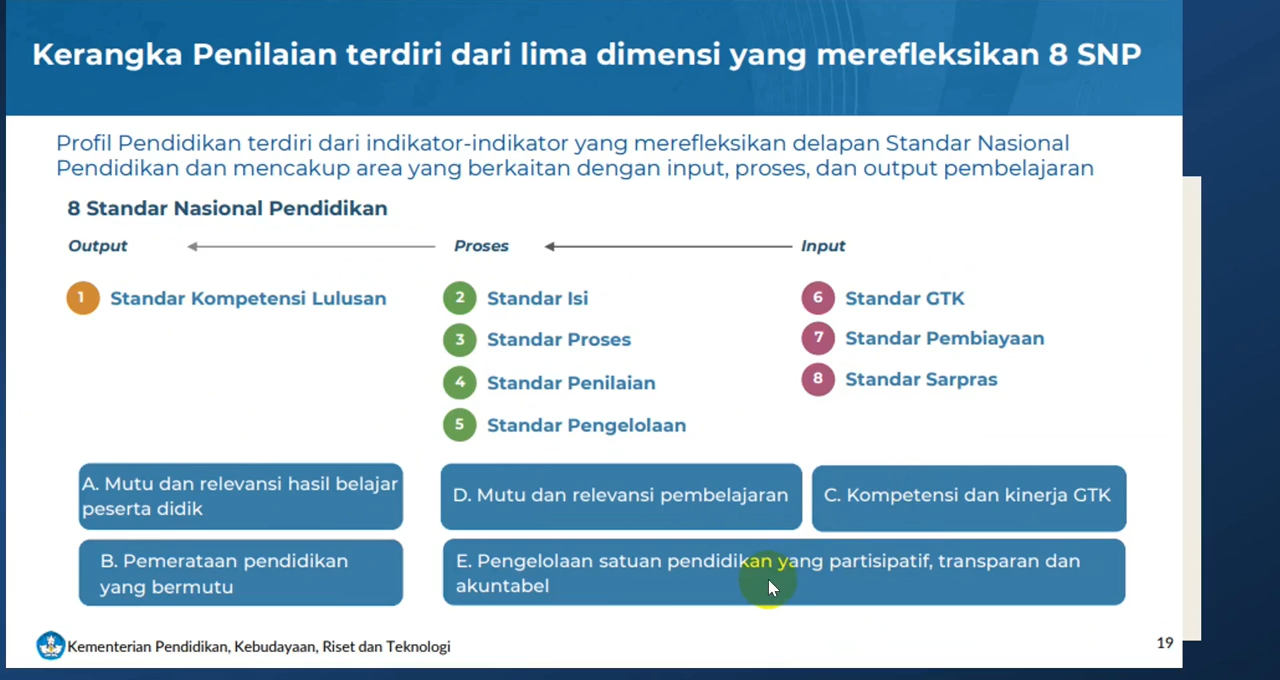 Kerangka Penilaian terdiri dari lima dimensi yang merefleksikan 8 SNP
Profil Pendidikan terdiri dari indikator-indikator yang merefleksikan delapan Standar Nasional
Pendidikan dan mencakup area yang berkaitan dengan input, proses, dan output pembelajaran
8 Standar Nasional Pendidikan
Output
Proses
Input
1 Standar Kompetensi Lulusan
2 Standar Isi
3 Standar Proses
4 Standar Penilaian
5 Standar Pengelolaan
6 Standar GTK
7 Standar Pembiayaan
8 Standar Sarpras
A. Mutu dan relevansi hasil belajar
peserta didik
B. Pemerataan pendidikan
yang bermutu
D. Mutu dan relevansi pembelajaran
C. Kompetensi dan kinerja GTK
E. Pengelolaan satuan pendidikan yang partisipatif, transparan dan
akuntabel
Kementerian Pendidikan, Kebudayaan, Riset dan Teknologi
19